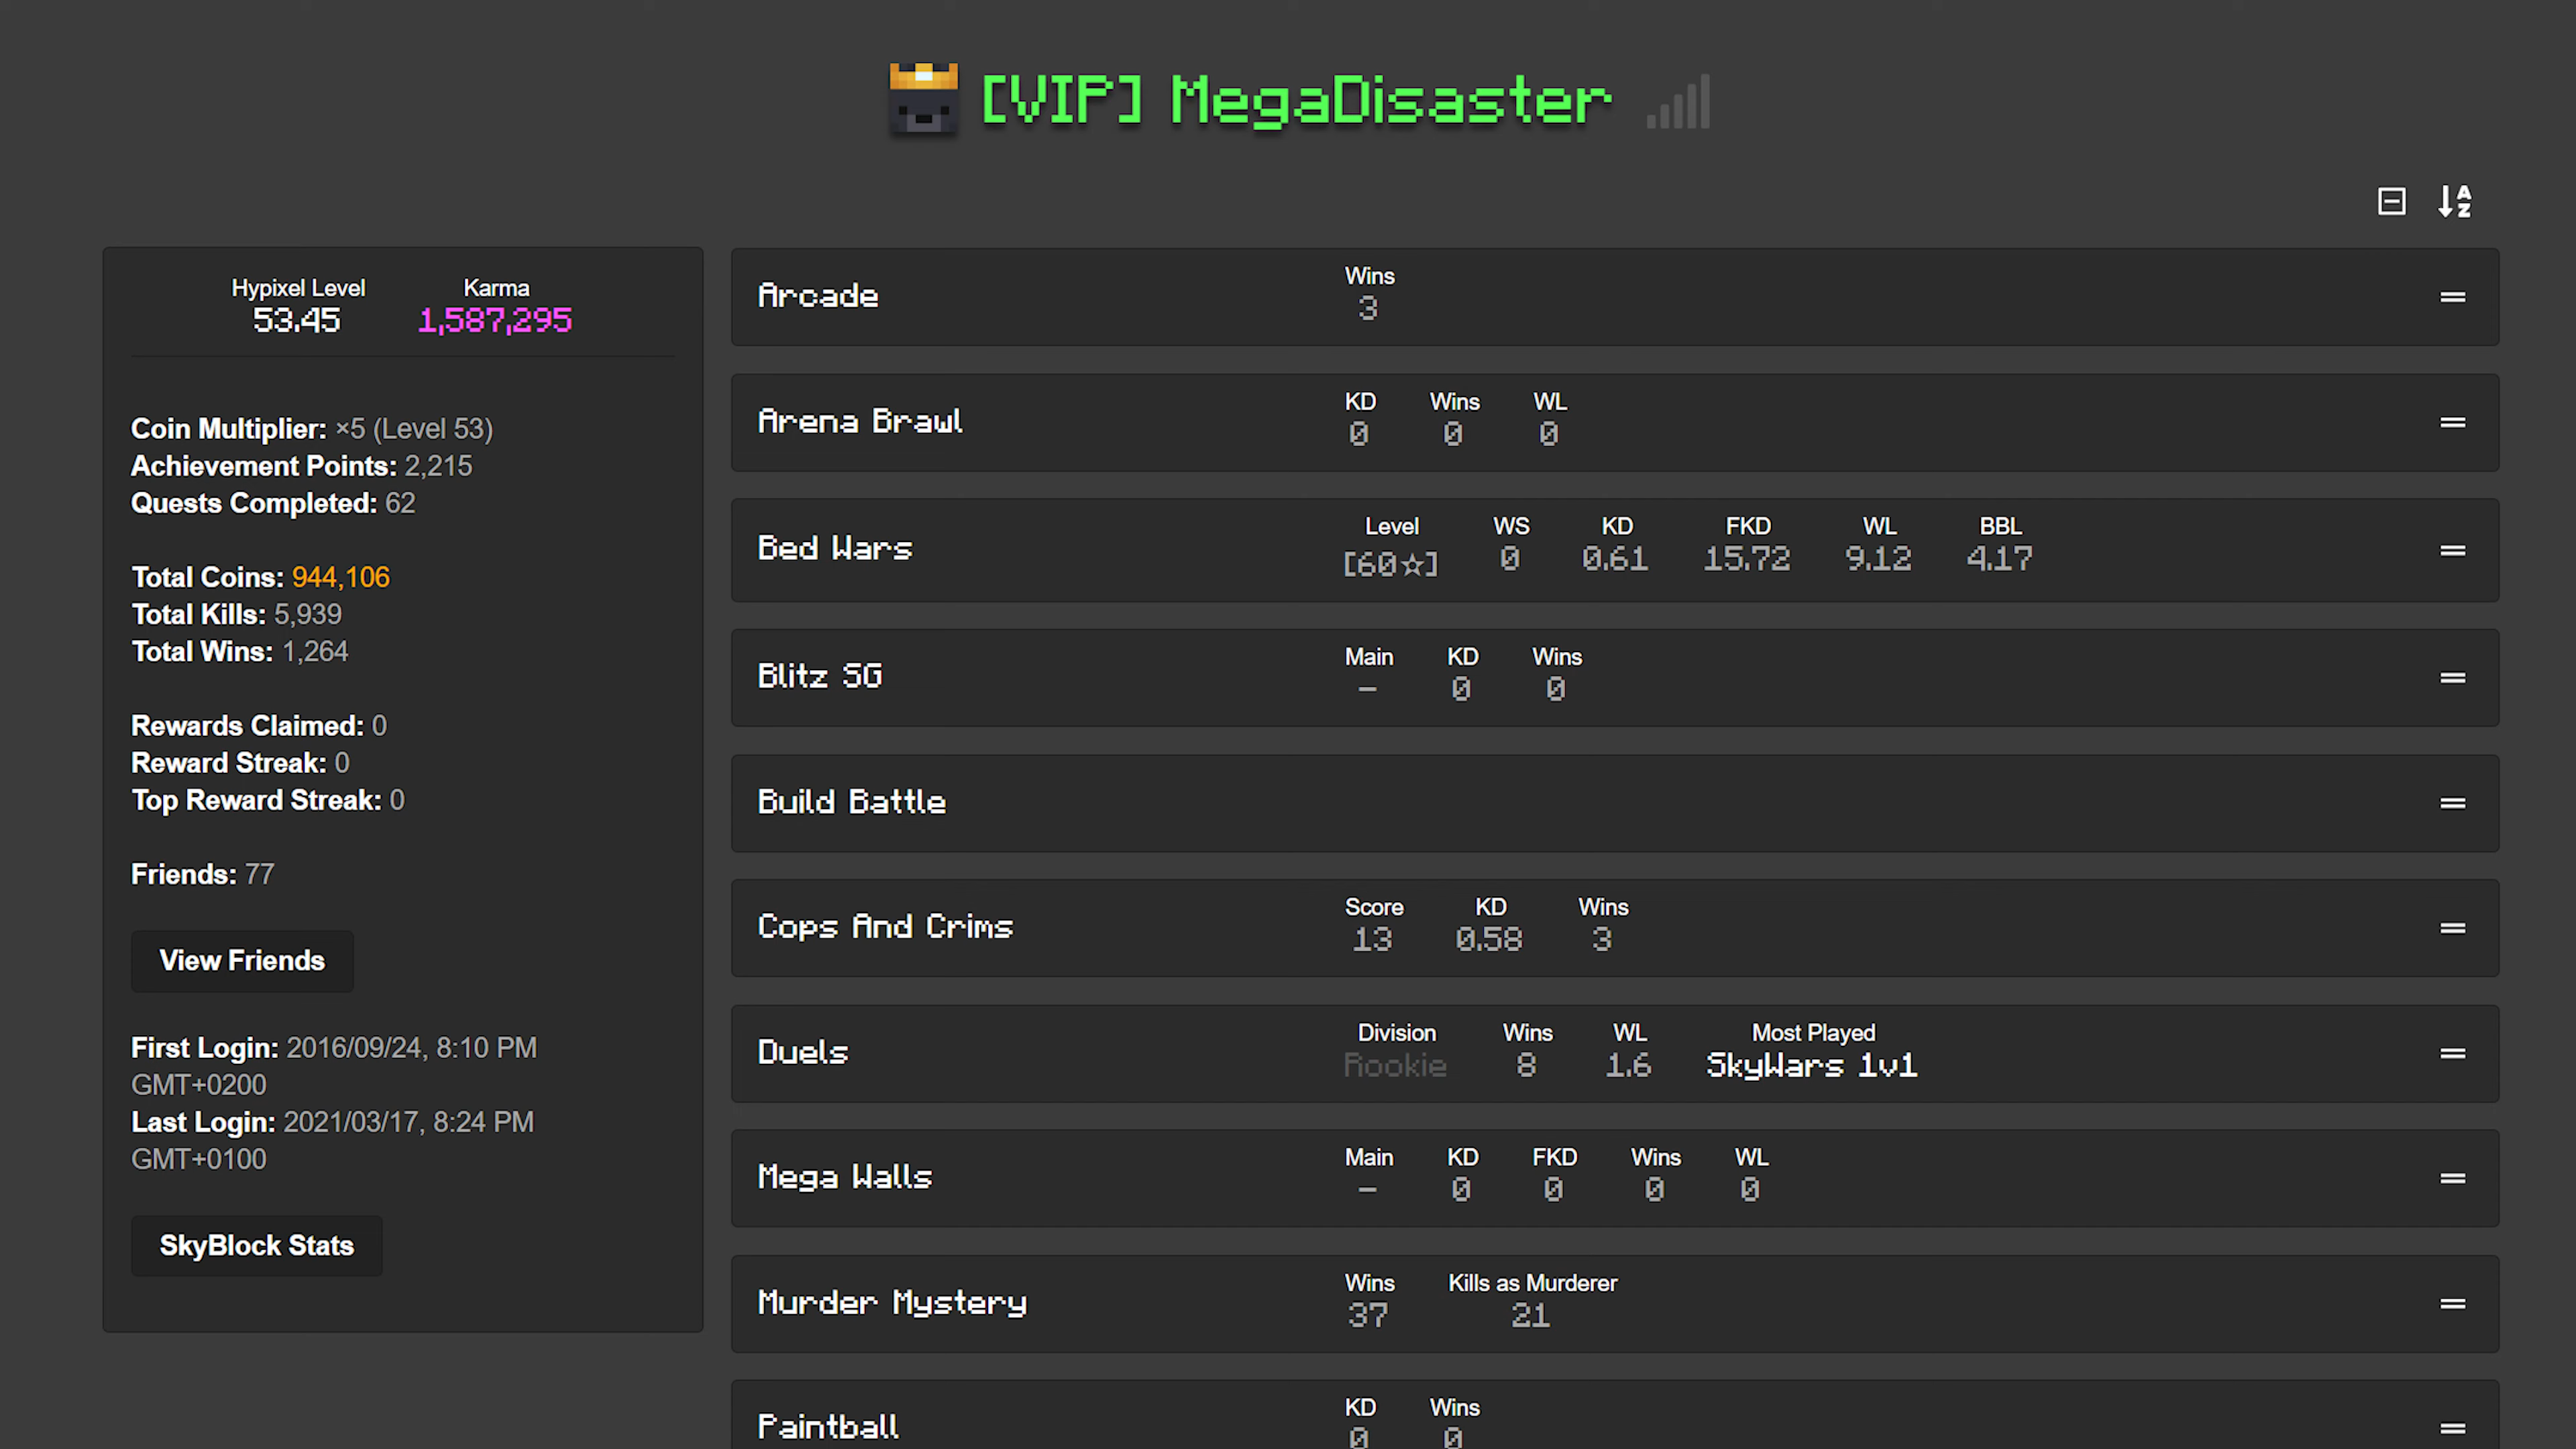 [VIP] MegaDisaster
A
Z
Hypixel Level Karma
53.45 1,587,295
Coin Multiplier: ×5 (Level 53)
Achievement Points: 2,215
Quests Completed: 62
Total Coins: 944,106
Total Kills: 5,939
Total Wins: 1,264
Rewards Claimed: 0
Reward Streak: 0
Top Reward Streak: 0
Friends: 77
View Friends
First Login: 2016/09/24, 8:10 PM
GMT+0200
Last Login: 2021/03/17, 8:24 PM
GMT+0100
SkyBlock Stats
Arcade
Wins
3
Arena Brawl
KD Wins WL
0 0 0
Bed Wars
Level WS KD FKD WL BBL
[60☆] 0 0.61 15.72 9.12 4.17
Blitz SG
Main KD Wins
– 0 0
Build Battle
Cops And Crims
Score KD Wins
13 0.58 3
Duels
Division Wins WL Most Played
Rookie 8 1.6 SkyWars 1v1
Mega Walls
Main KD FKD Wins WL
– 0 0 0 0
Murder Mystery
Wins Kills as Murderer
37 21
Paintball
KD Wins
0 0